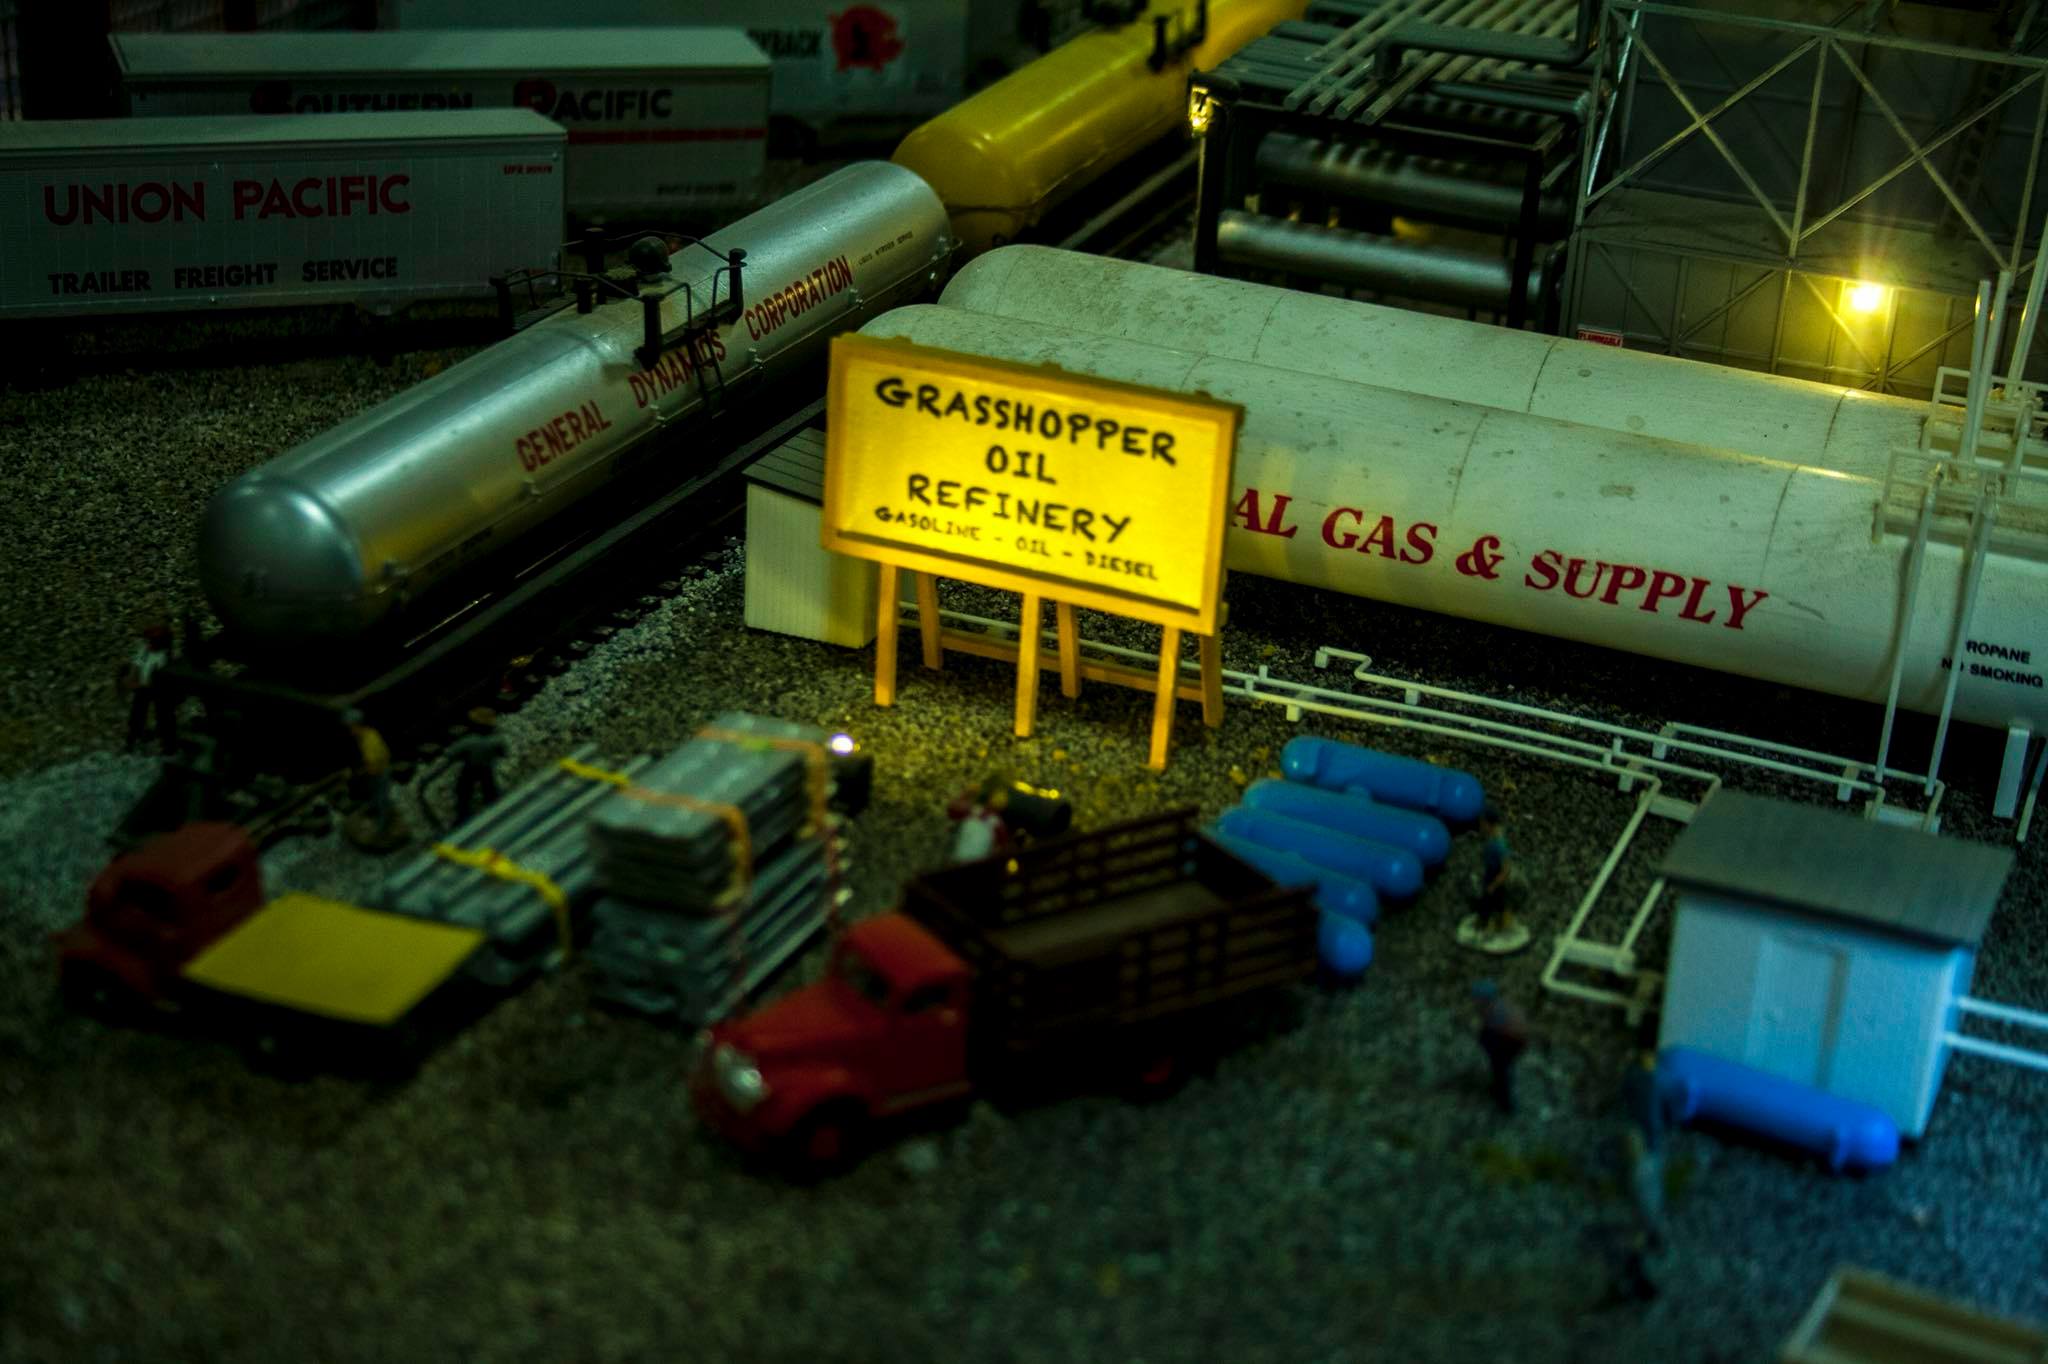 SOUTHERN PACIFIC
UNION PACIFIC
TRAILER FREIGHT SERVICE
GENERAL DYNAMICS CORPORATION
GRASSHOPPER
OIL
REFINERY
GASOLINE - OIL - DIESEL
AL GAS & SUPPLY
ROPANE
NO SMOKING
FLAMMABLE